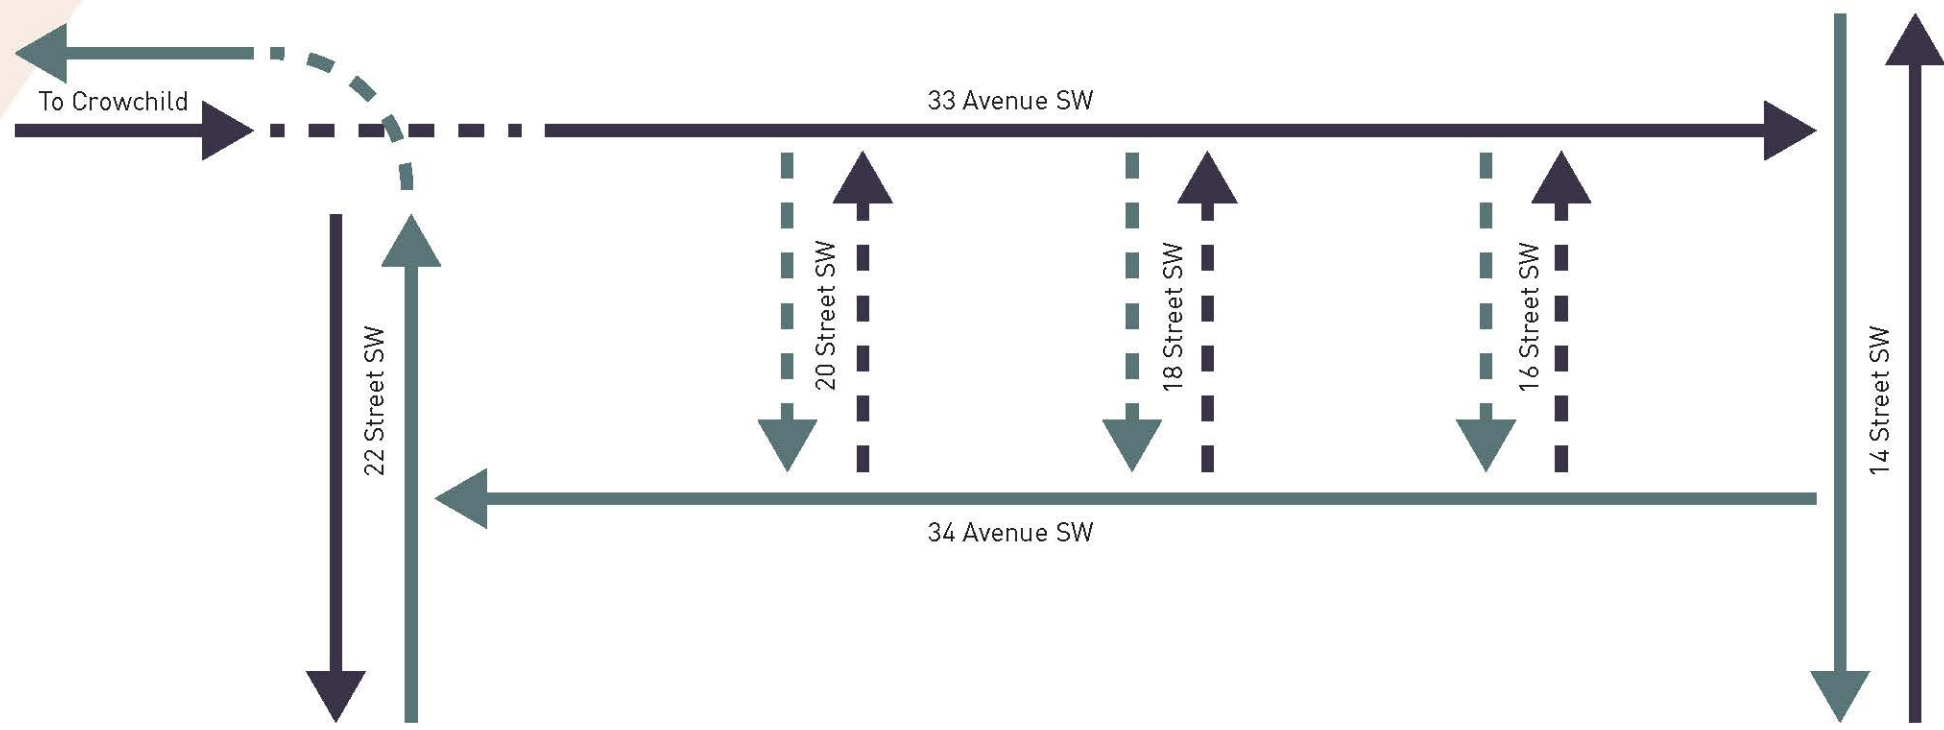 To Crowchild
33 Avenue SW
20 Street SW
18 Street SW
16 Street SW
22 Street SW
14 Street SW
34 Avenue SW